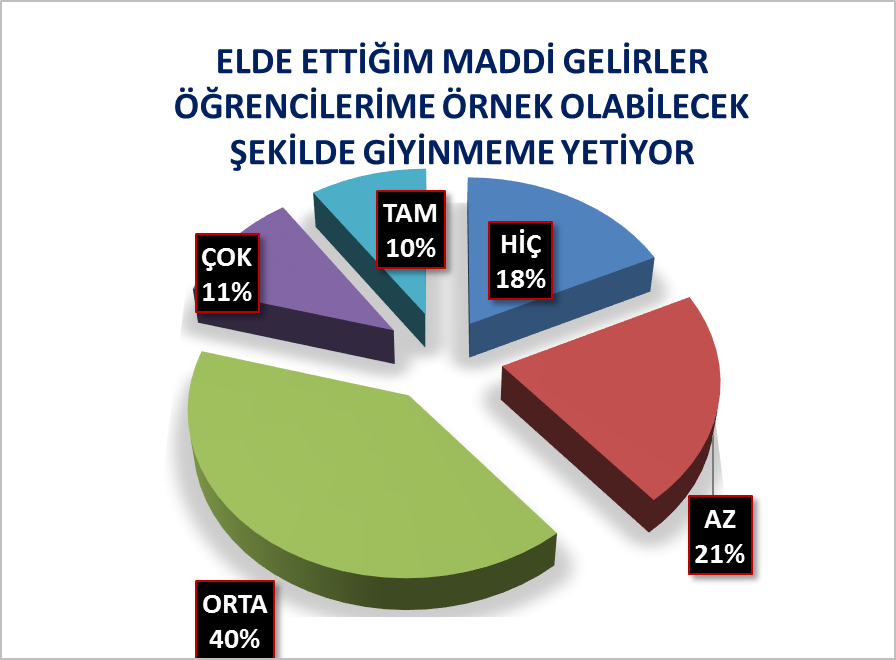 ELDE ETTİĞİM MADDİ GELİRLER
ÖĞRENCİLERİME ÖRNEK OLABİLECEK
ŞEKİLDE GİYİNMEME YETİYOR
TAM
10%
HİÇ
18%
ÇOK
11%
AZ
21%
ORTA
40%